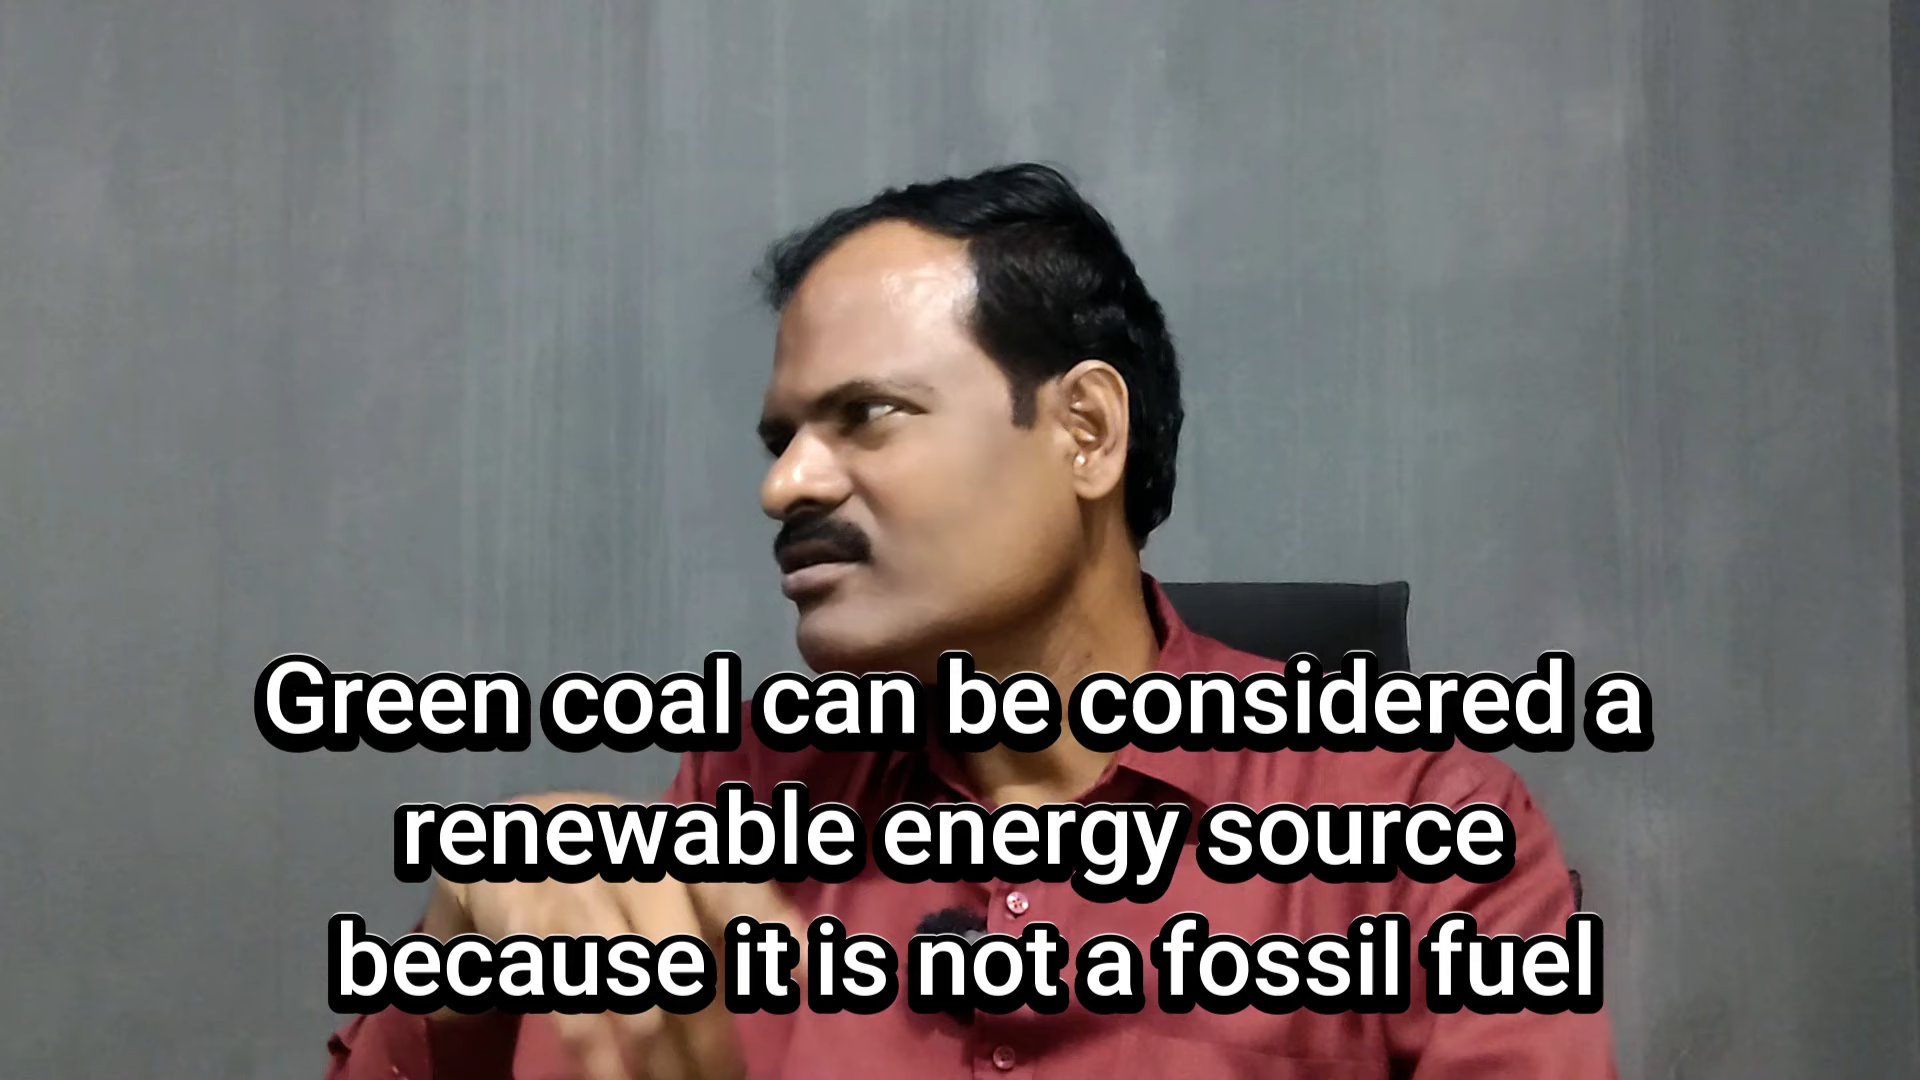 Green coal can be considered a
renewable energy source
because it is not a fossil fuel